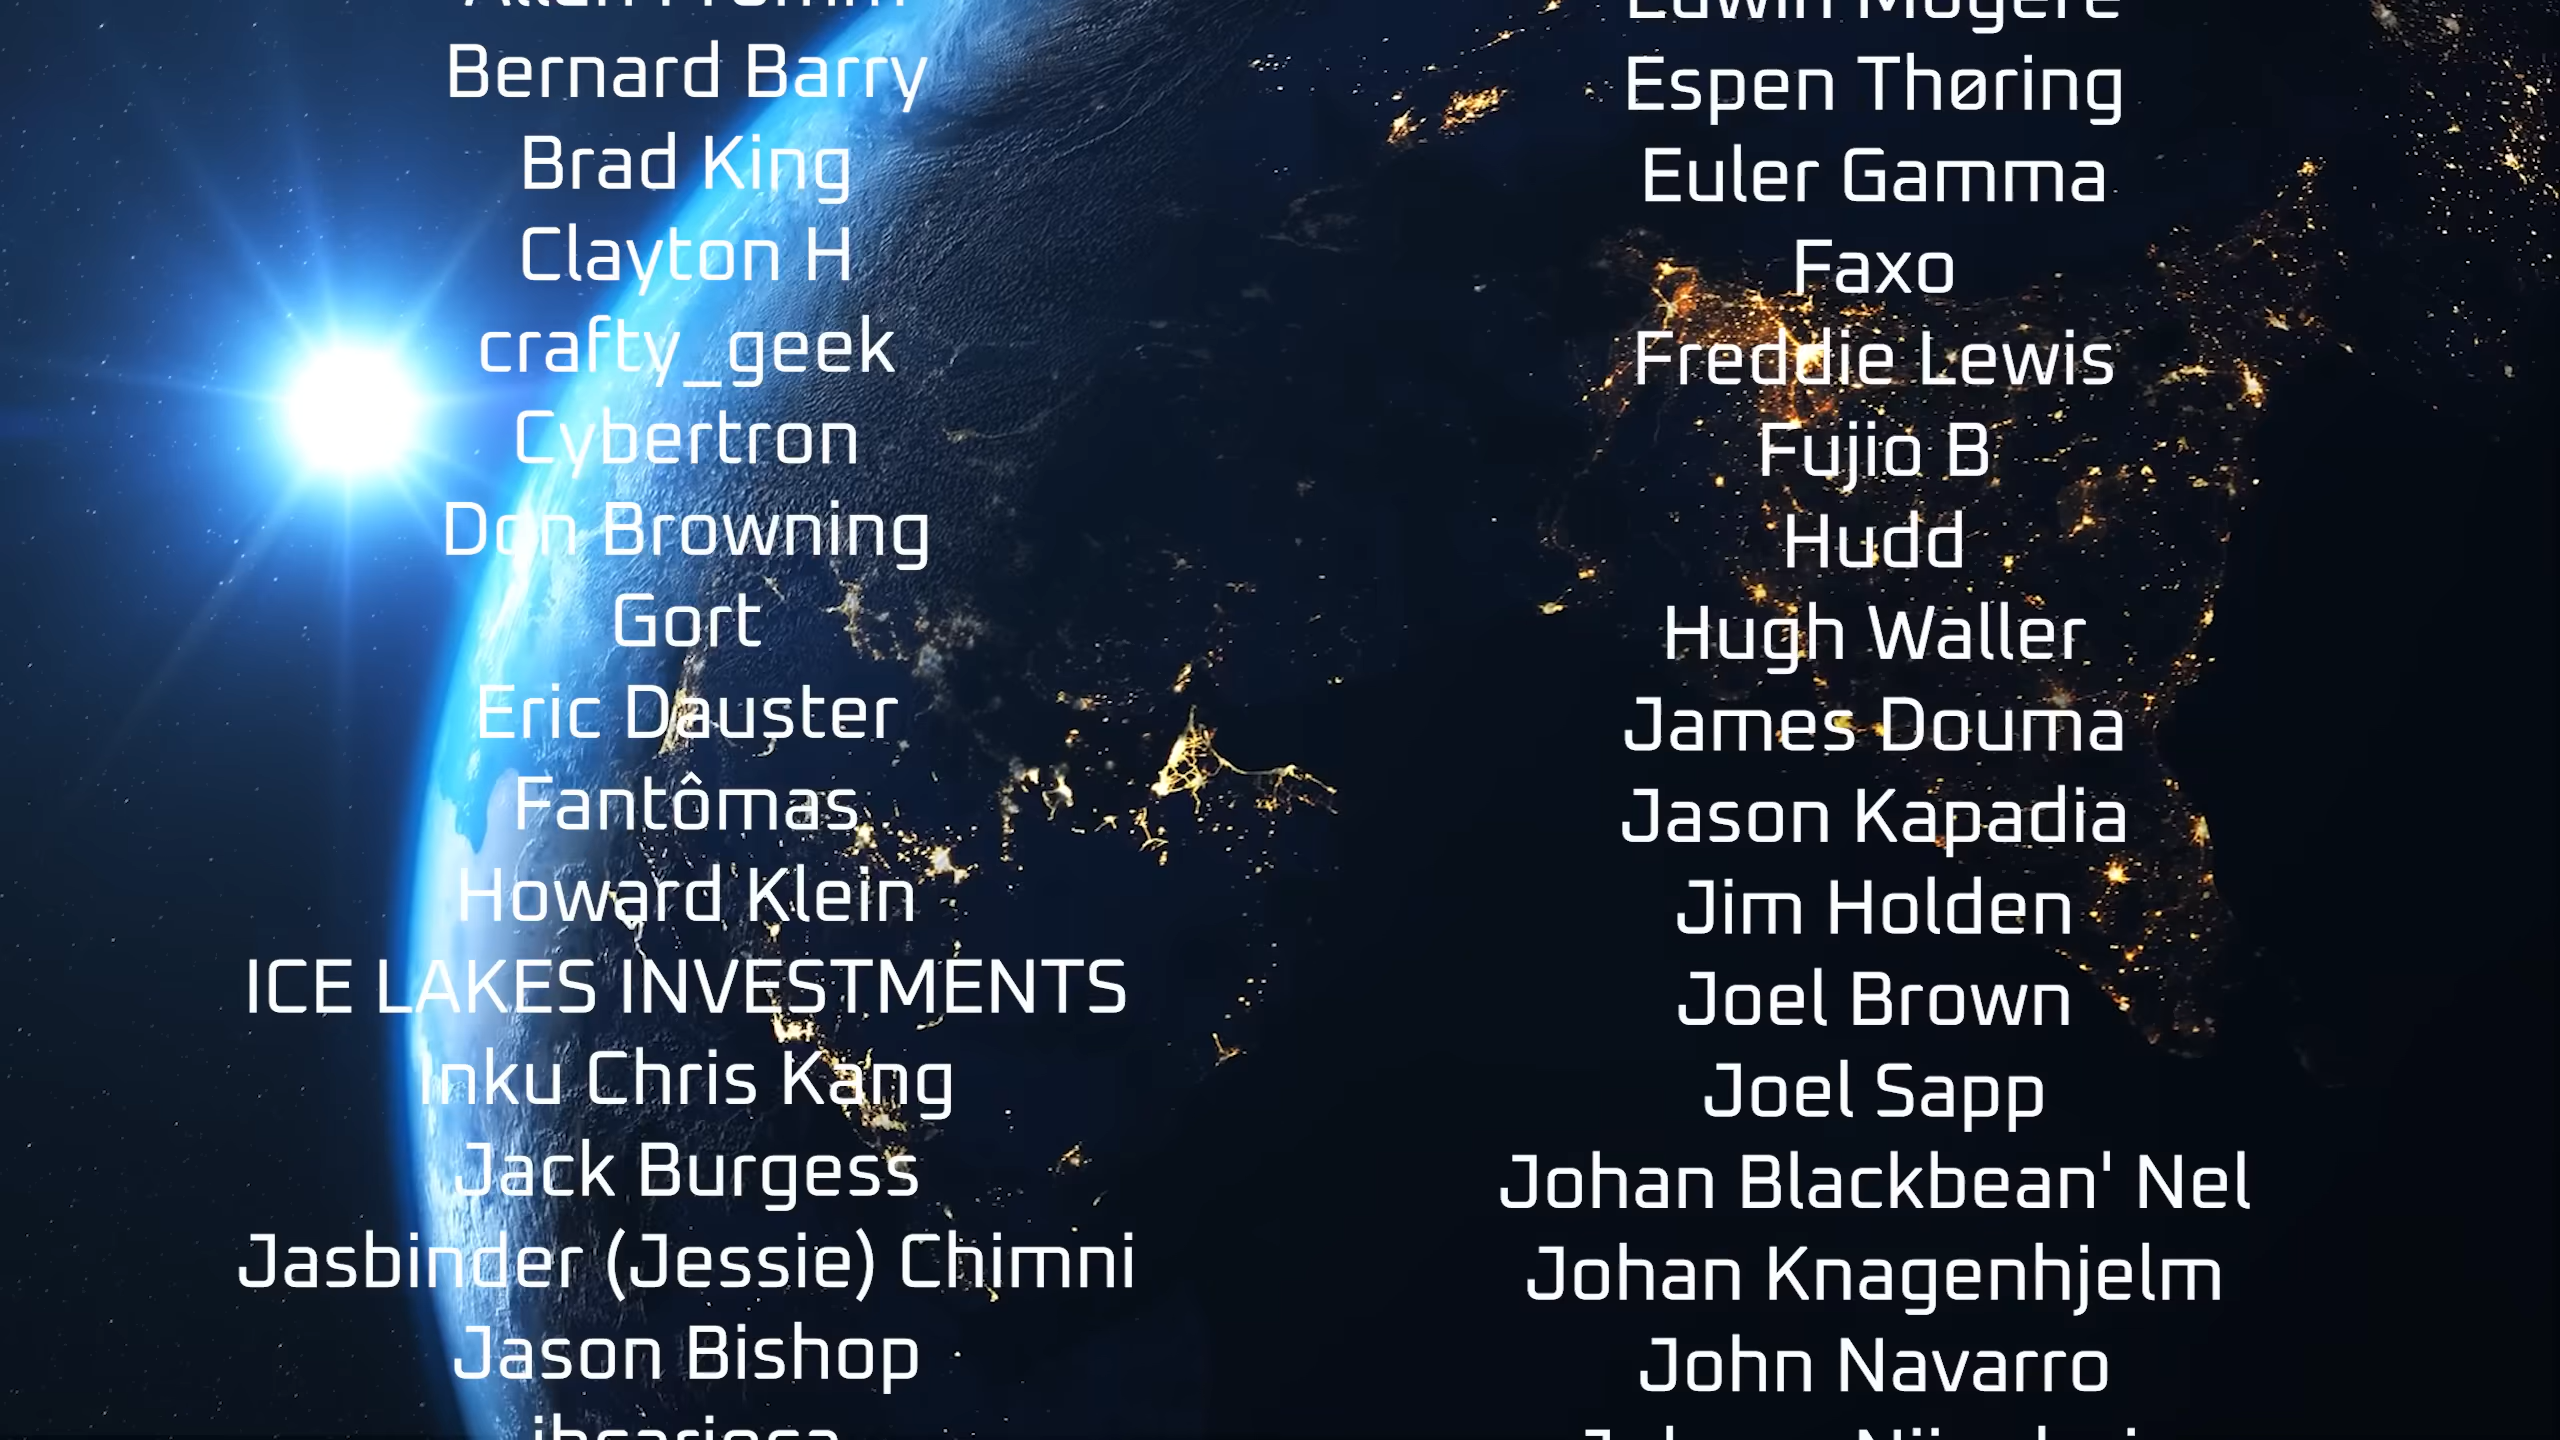 Bernard Barry
Brad King
Clayton H
crafty_geek
Cybertron
Don Browning
Gort
Eric Dauster
Fantômas
Howard Klein
ICE LAKES INVESTMENTS
Inku Chris Kang
Jack Burgess
Jasbinder (Jessie) Chimni
Jason Bishop
Edwin Mogere
Espen Thøring
Euler Gamma
Faxo
Freddie Lewis
Fujio B
Hudd
Hugh Waller
James Douma
Jason Kapadia
Jim Holden
Joel Brown
Joel Sapp
Johan Blackbean' Nel
Johan Knagenhjelm
John Navarro